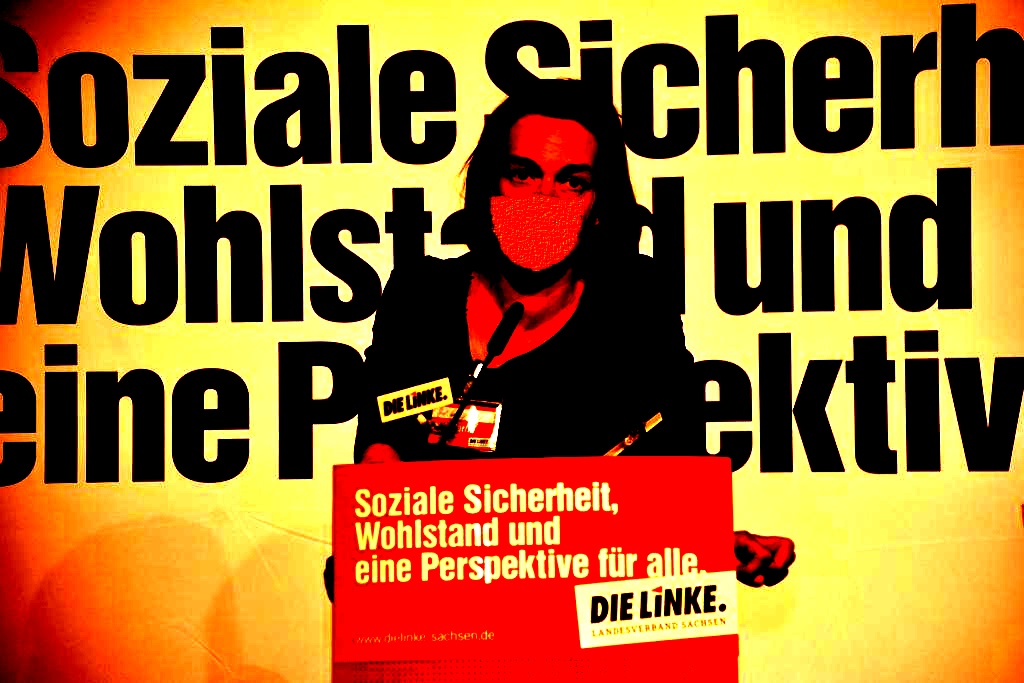 Soziale Sicherh
Wohlst d und
eine P ektiv
DIE LINKE.
DIE LINKE.
Soziale Sicherheit,
Wohlstand und
eine Perspektive für alle.
DIE LINKE.
LANDESVERBAND SACHSEN
www.dielinke-sachsen.de